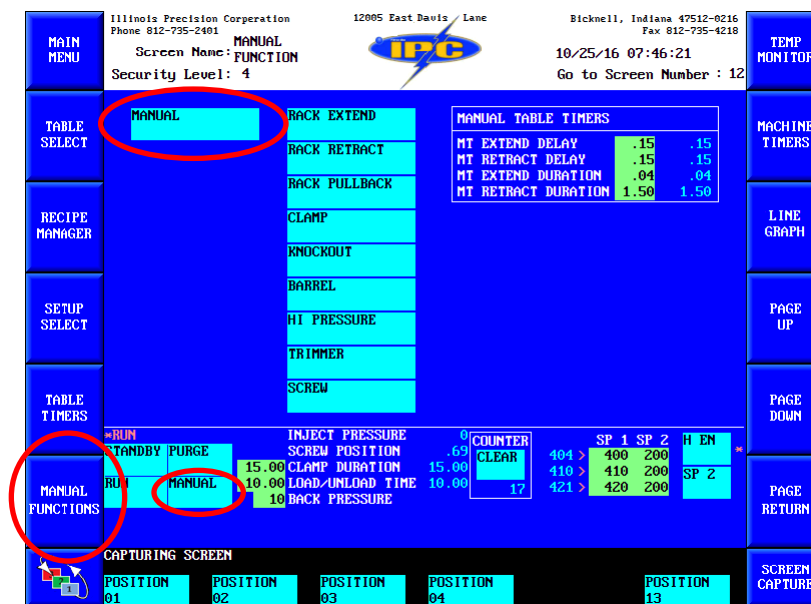 Illinois Precision Corporation
12005 East Davis Lane
Bicknell, Indiana 47512-0216
Phone 812-735-2401
Fax 812-735-4218
Screen Name: MANUAL FUNCTION
10/25/16 07:46:21
Security Level: 4
Go to Screen Number : 12
IPC
MAIN MENU
TABLE SELECT
RECIPE MANAGER
SETUP SELECT
TABLE TIMERS
MANUAL FUNCTIONS
MANUAL
RACK EXTEND
RACK RETRACT
RACK PULLBACK
CLAMP
KNOCKOUT
BARREL
HI PRESSURE
TRIMMER
SCREW
MANUAL TABLE TIMERS
MT EXTEND DELAY .15 .15
MT RETRACT DELAY .15 .15
MT EXTEND DURATION .04 .04
MT RETRACT DURATION 1.50 1.50
*RUN
STANDBY PURGE
RUN MANUAL
INJECT PRESSURE 0
SCREW POSITION .69
15.00 CLAMP DURATION 15.00
10.00 LOAD/UNLOAD TIME 10.00
10 BACK PRESSURE
COUNTER
CLEAR
17
SP 1 SP 2
404 > 400 200
410 > 410 200
421 > 420 200
H EN
*
SP 2
CAPTURING SCREEN
POSITION 01
POSITION 02
POSITION 03
POSITION 04
POSITION 13
TEMP MONITOR
MACHINE TIMERS
LINE GRAPH
PAGE UP
PAGE DOWN
PAGE RETURN
SCREEN CAPTURE